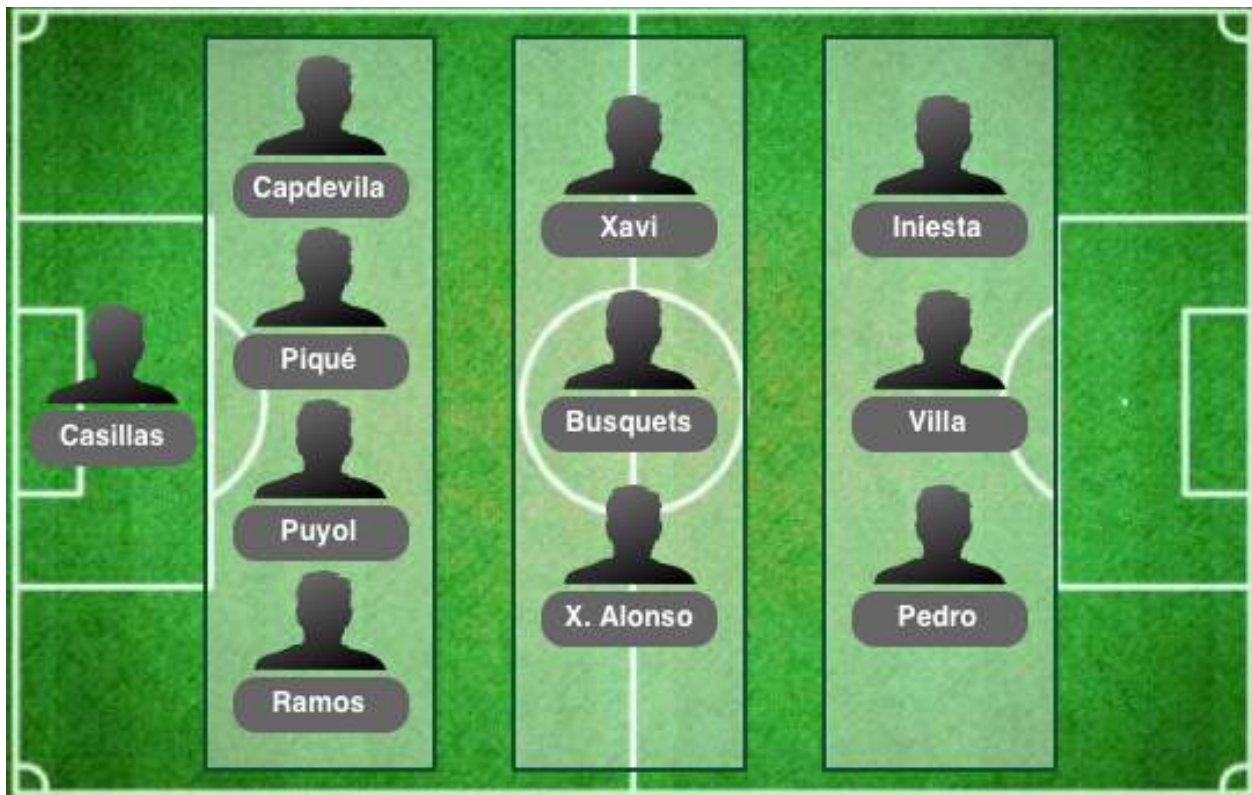 Casillas
Capdevila
Piqué
Puyol
Ramos
Xavi
Busquets
X. Alonso
Iniesta
Villa
Pedro